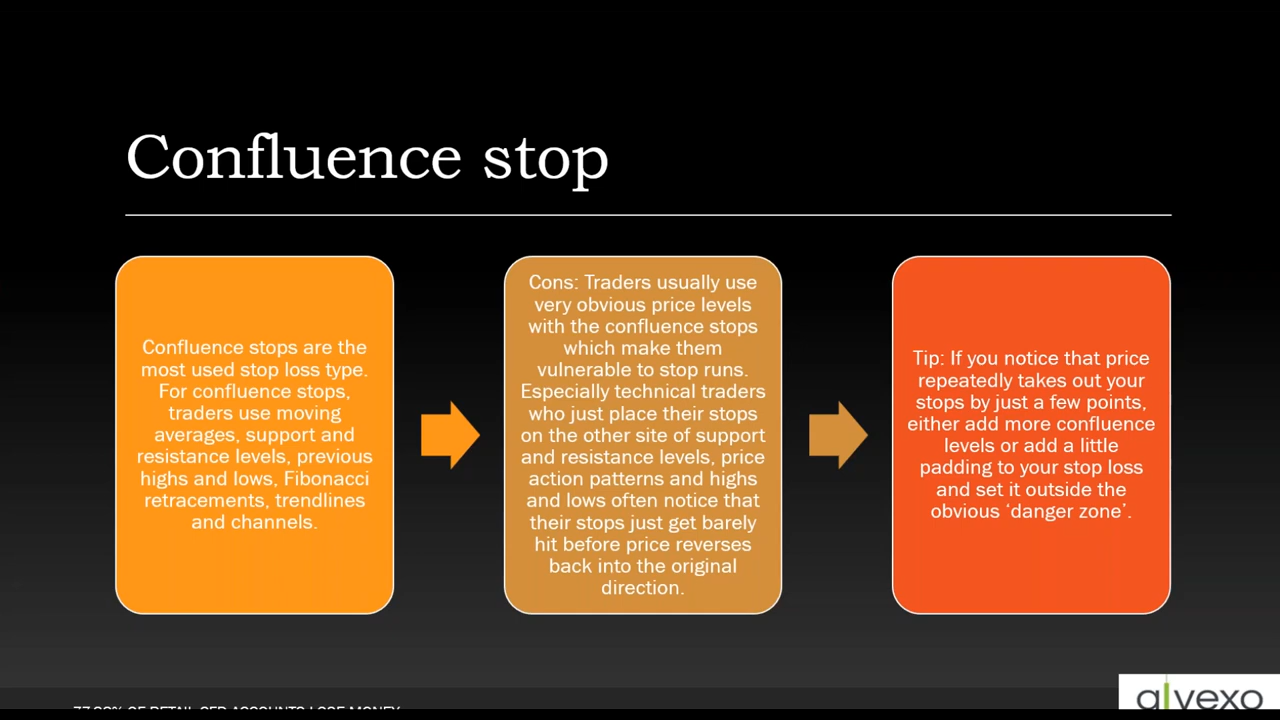 Confluence stop
Confluence stops are the
most used stop loss type.
For confluence stops,
traders use moving
averages, support and
resistance levels, previous
highs and lows, Fibonacci
retracements, trendlines
and channels.
Cons: Traders usually use
very obvious price levels
with the confluence stops
which make them
vulnerable to stop runs.
Especially technical traders
who just place their stops
on the other site of support
and resistance levels, price
action patterns and highs
and lows often notice that
their stops just get barely
hit before price reverses
back into the original
direction.
Tip: If you notice that price
repeatedly takes out your
stops by just a few points,
either add more confluence
levels or add a little
padding to your stop loss
and set it outside the
obvious ‘danger zone’.
OF RETAIL CFD ACCOUNTS LOSE MONEY
alvexo